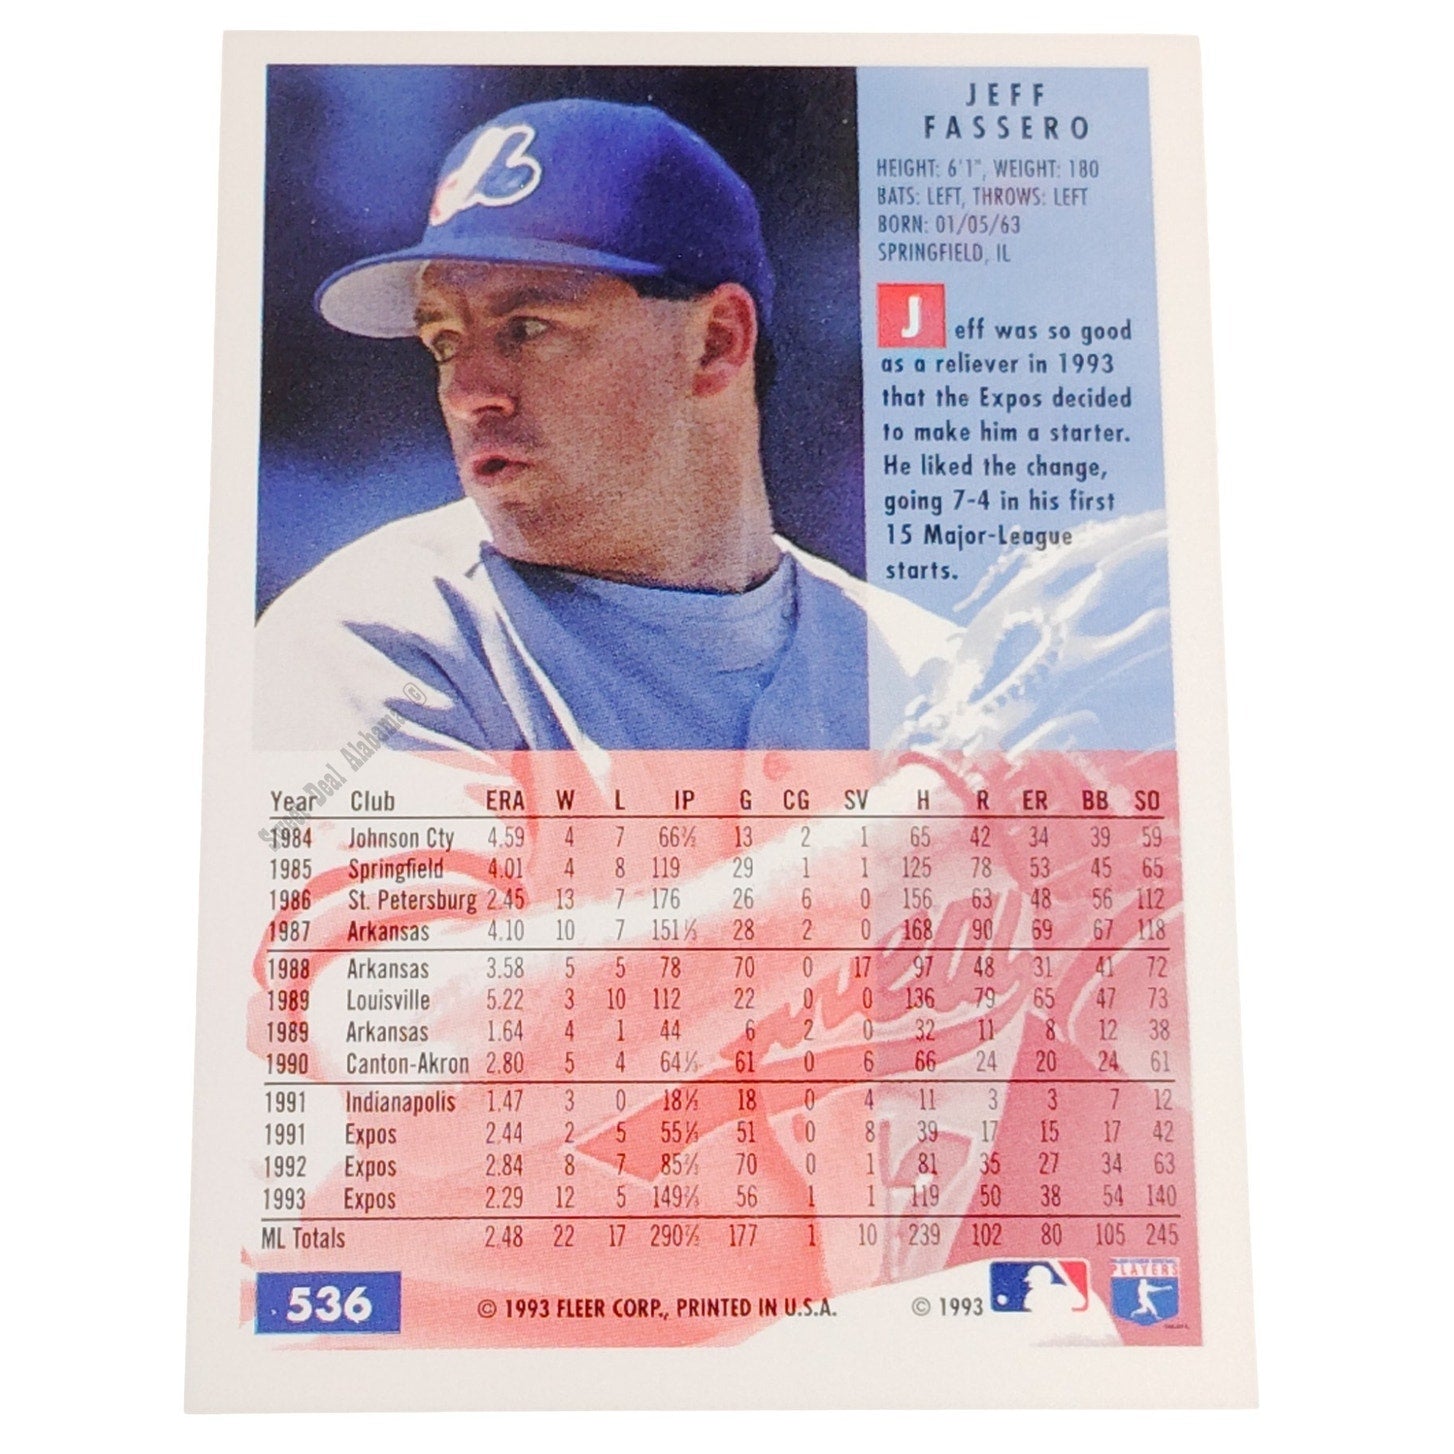 JEFF
FASSERO
HEIGHT: 6'1", WEIGHT: 180
BATS: LEFT, THROWS: LEFT
BORN: 01/05/63
SPRINGFIELD, IL
Jeff was so good
as a reliever in 1993
that the Expos decided
to make him a starter.
He liked the change,
going 7-4 in his first
15 Major-League
starts.
Sweet Deal Alabama ©
Year Club ERA W L IP G CG SV H R ER BB SO
1984 Johnson Cty 4.59 4 7 66⅔ 13 2 1 65 42 34 39 59
1985 Springfield 4.01 4 8 119 29 1 1 125 78 53 45 65
1986 St. Petersburg 2.45 13 7 176 26 6 0 156 63 48 56 112
1987 Arkansas 4.10 10 7 151⅓ 28 2 0 168 90 69 67 118
1988 Arkansas 3.58 5 5 78 70 0 17 97 48 31 41 72
1989 Louisville 5.22 3 10 112 22 0 0 136 79 65 47 73
1989 Arkansas 1.64 4 1 44 6 2 0 32 11 8 12 38
1990 Canton-Akron 2.80 5 4 64⅓ 61 0 6 66 24 20 24 61
1991 Indianapolis 1.47 3 0 18⅓ 18 0 4 11 3 3 7 12
1991 Expos 2.44 2 5 55⅓ 51 0 8 39 17 15 17 42
1992 Expos 2.84 8 7 85⅔ 70 0 1 81 35 27 34 63
1993 Expos 2.29 12 5 149⅔ 56 1 1 119 50 38 54 140
ML Totals 2.48 22 17 290⅔ 177 1 10 239 102 80 105 245
536
© 1993 FLEER CORP., PRINTED IN U.S.A.
© 1993
PLAYERS